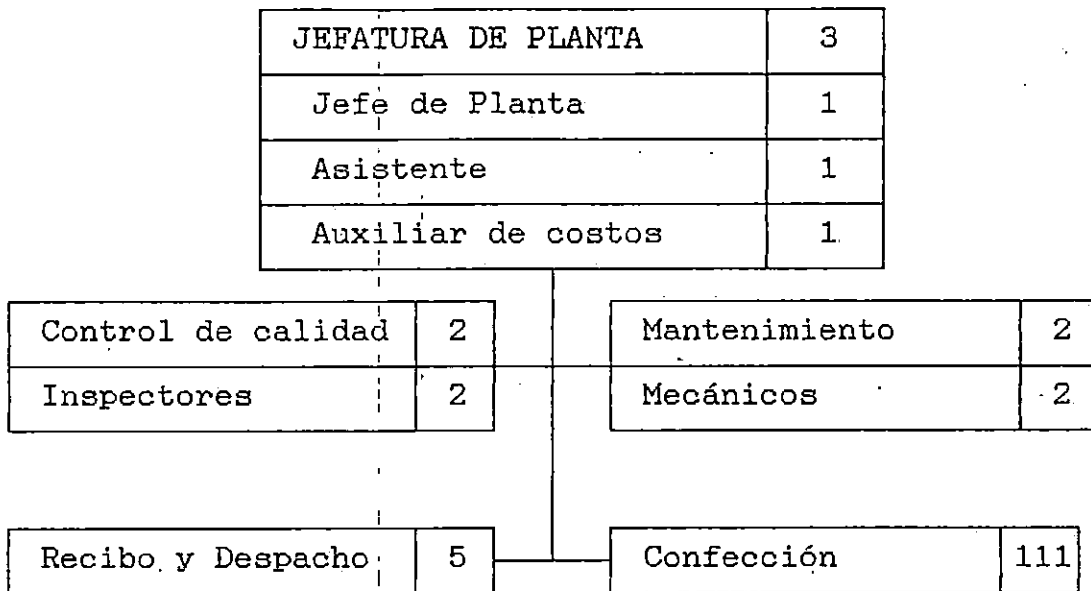 JEFATURA DE PLANTA 3
Jefe de Planta 1
Asistente 1
Auxiliar de costos 1
Control de calidad 2 Mantenimiento 2
Inspectores 2 Mecánicos 2
Recibo y Despacho 5 Confección 111